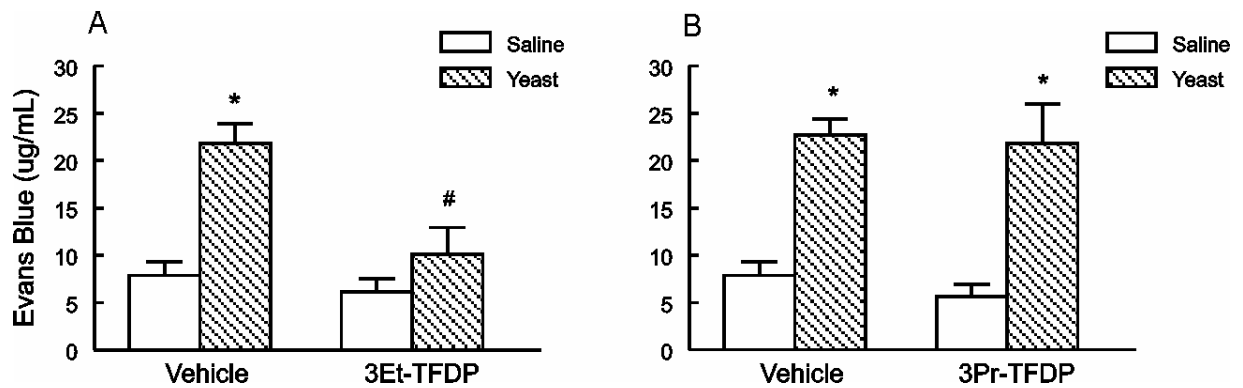 A
Saline
Yeast
Evans Blue (ug/mL)
30
25
20
15
10
5
0
*
#
Vehicle
3Et-TFDP
B
Saline
Yeast
30
25
20
15
10
5
0
*
*
Vehicle
3Pr-TFDP